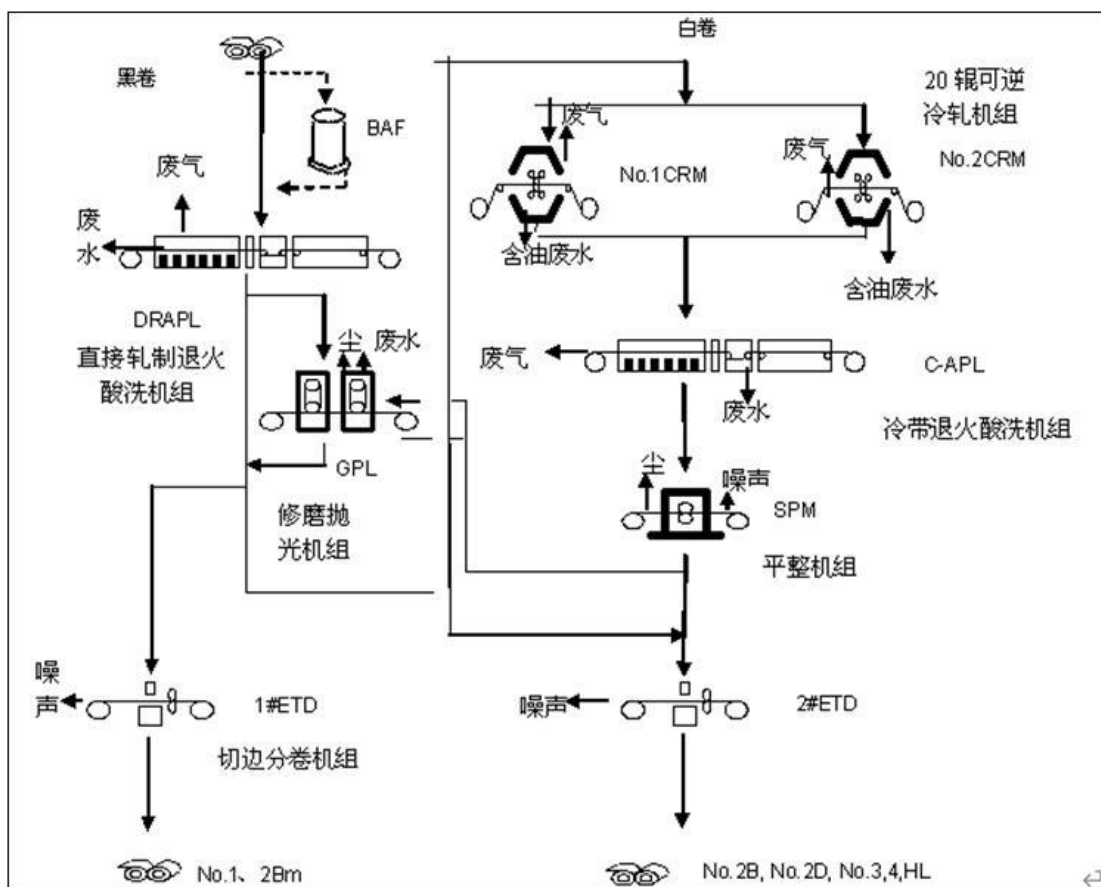 白卷
黑卷
20 辊可逆
冷轧机组
BAF
废气
废气
No.1CRM
废气
No.2CRM
废
水
含油废水
含油废水
DRAPL
直接轧制退火
酸洗机组
尘
废水
废气
C-APL
废水
冷带退火酸洗机组
GPL
修磨抛
光机组
尘
噪声
SPM
平整机组
噪
声
1#ETD
切边分卷机组
噪声
2#ETD
No.1、2Bm
No.2B, No.2D, No.3,4,HL